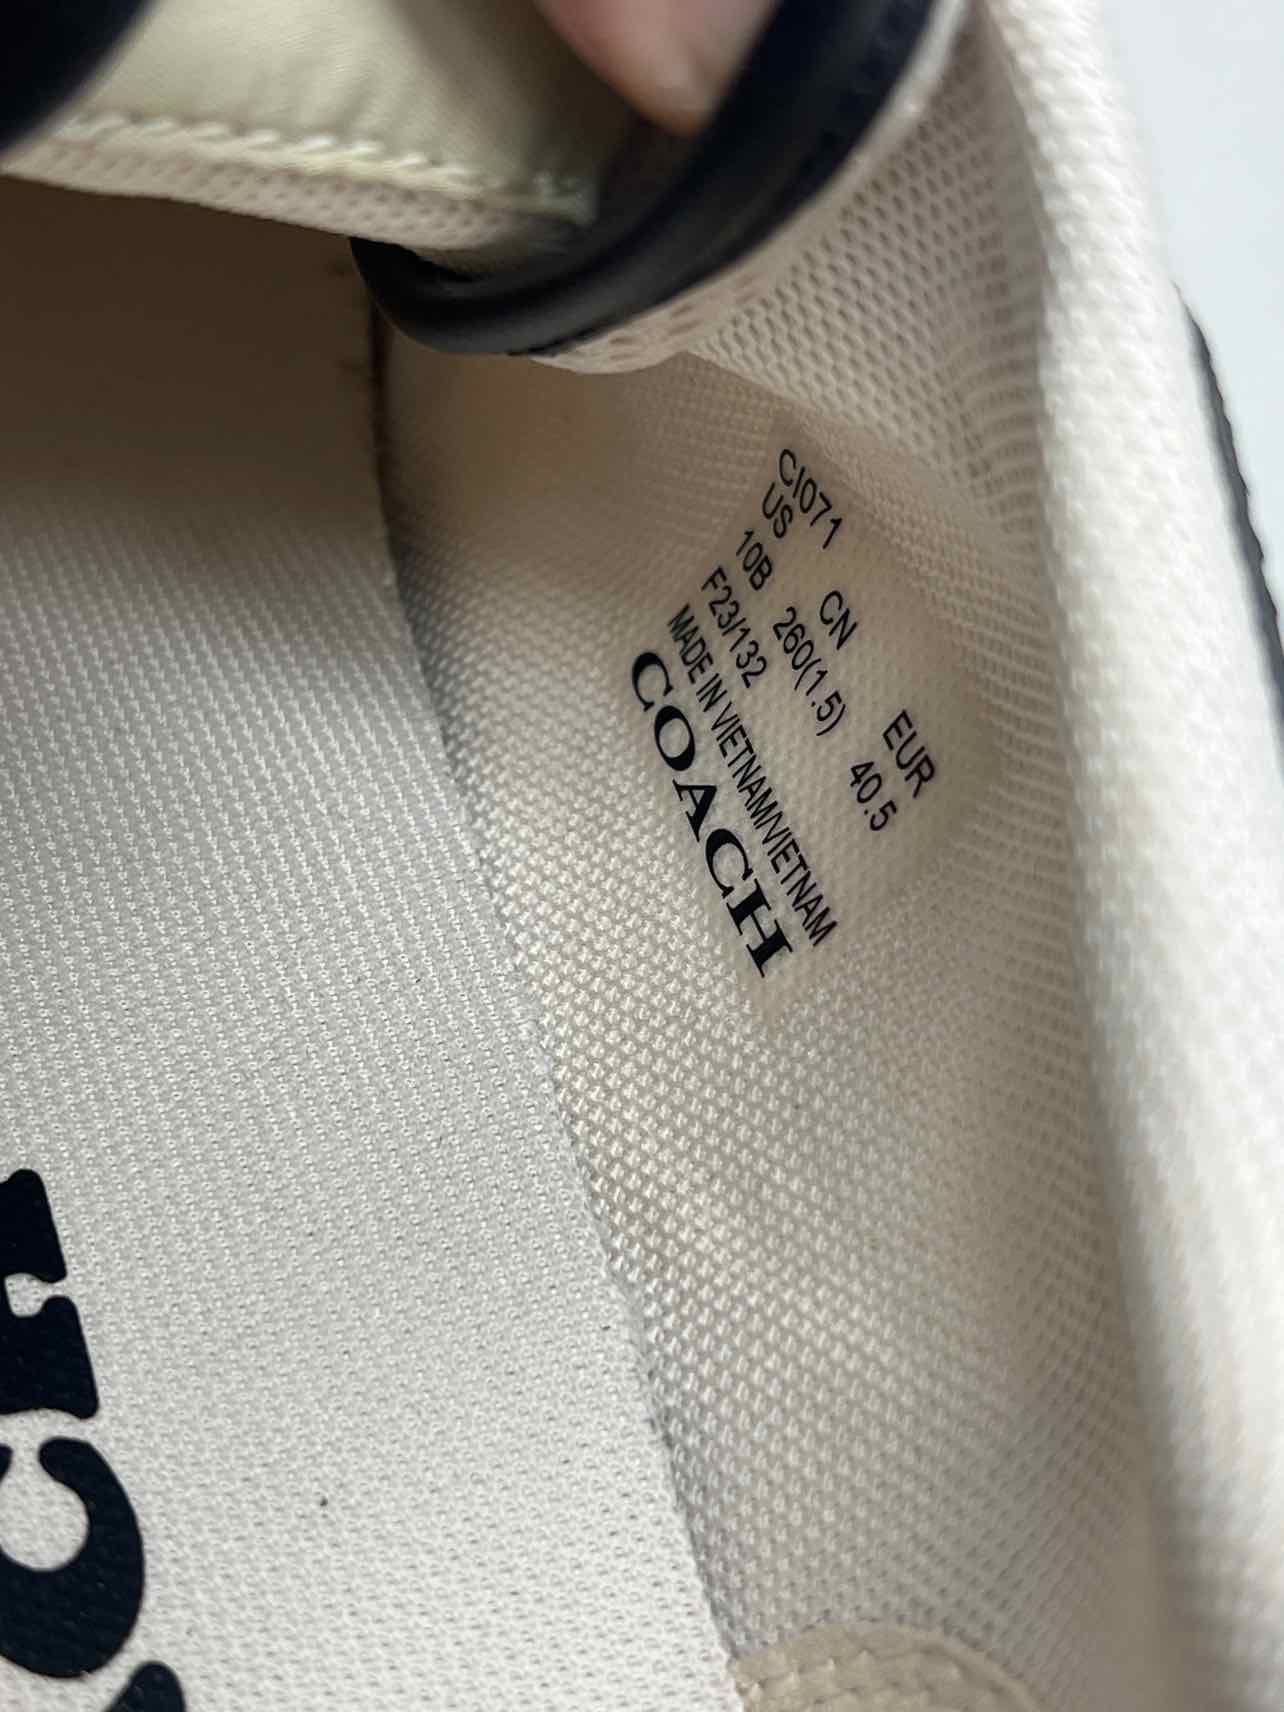 CI071
US CN EUR
10B 260(1.5) 40.5
F23/132
MADE IN VIETNAM/VIETNAM
COACH